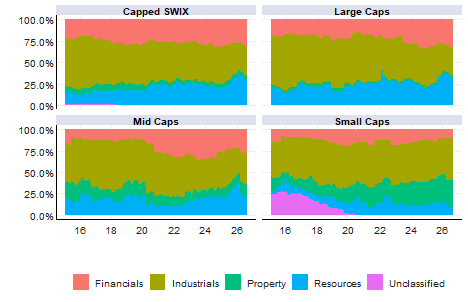 Capped SWIX Large Caps
100.0%
75.0%
50.0%
25.0%
0.0%
Mid Caps Small Caps
100.0%
75.0%
50.0%
25.0%
0.0%
16 18 20 22 24 26 16 18 20 22 24 26
Financials Industrials Property Resources Unclassified